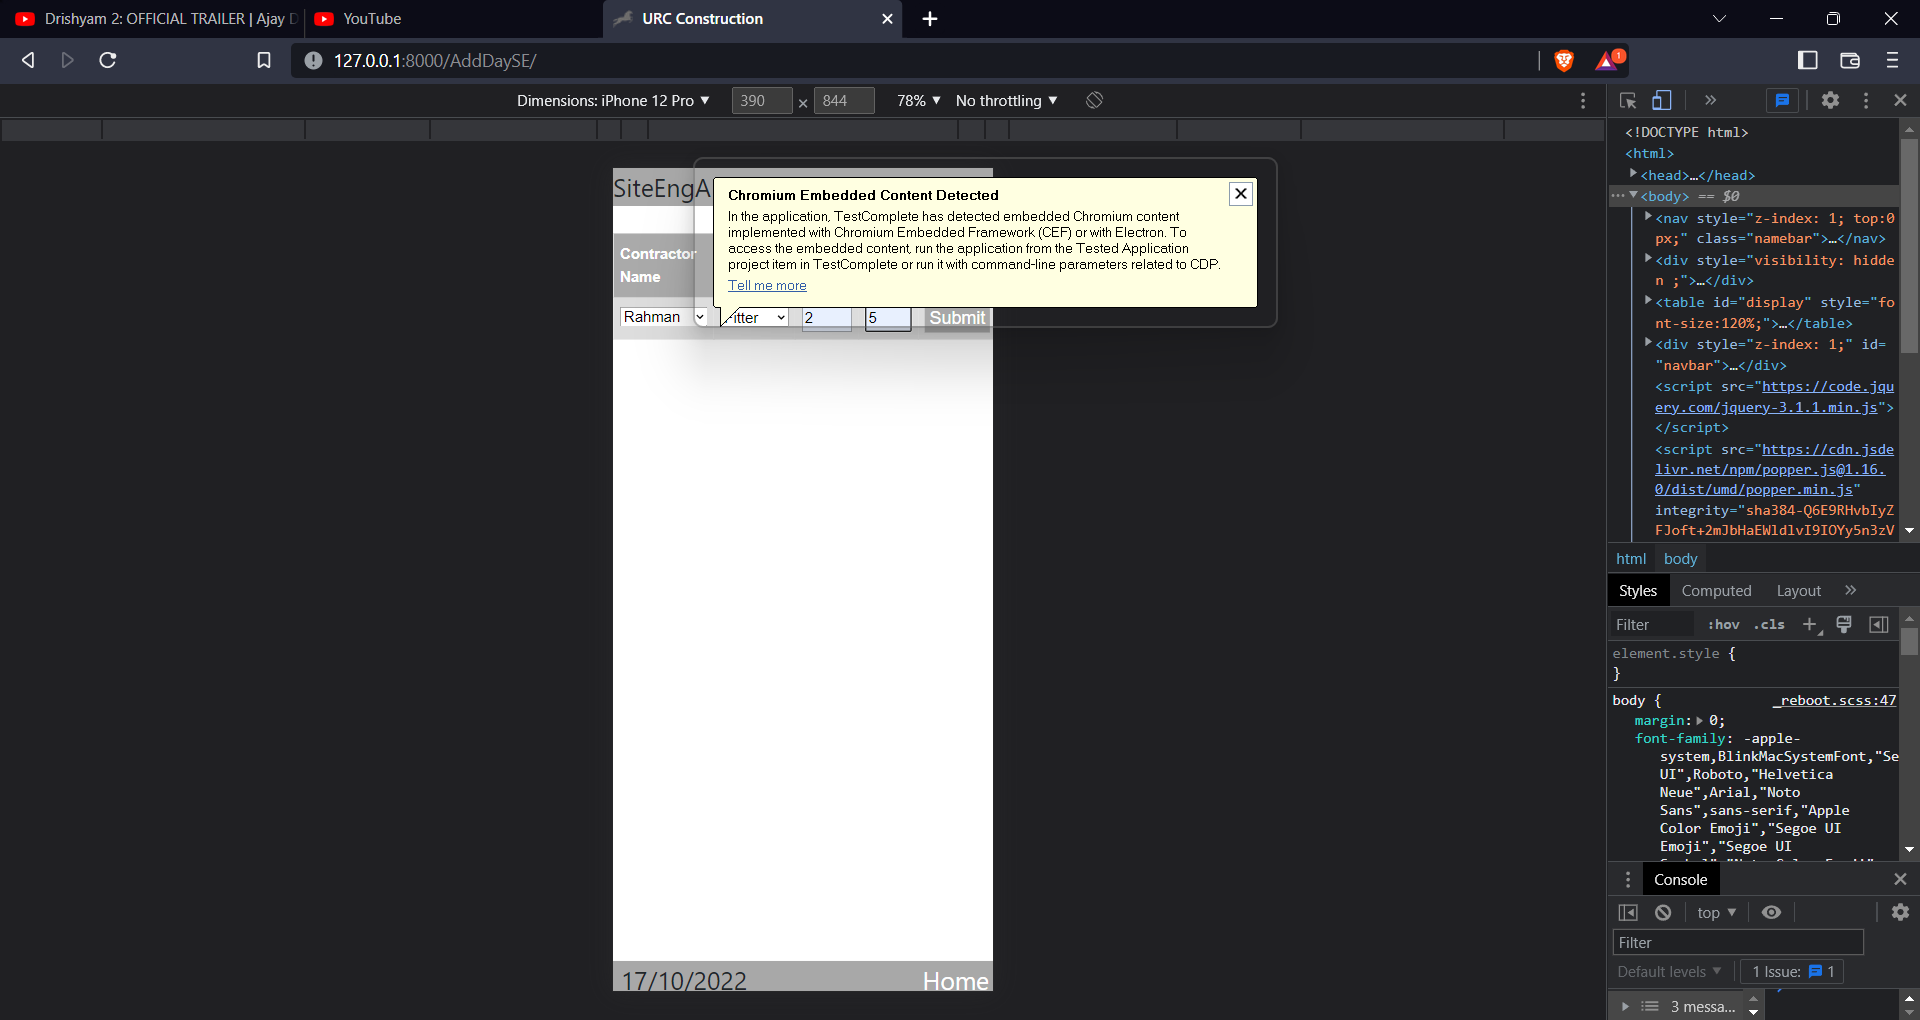 Drishyam 2: OFFICIAL TRAILER | Ajay D
YouTube
URC Construction
127.0.0.1:8000/AddDaySE/
1
Dimensions: iPhone 12 Pro ▼ 390 × 844 78% ▼ No throttling ▼
SiteEngA
Chromium Embedded Content Detected
In the application, TestComplete has detected embedded Chromium content
implemented with Chromium Embedded Framework (CEF) or with Electron. To
access the embedded content, run the application from the Tested Application
project item in TestComplete or run it with command-line parameters related to CDP.
Tell me more
Contractor
Name
Rahman
itter
2
5
Submit
17/10/2022
Home
<!DOCTYPE html>
<html>
<head>…</head>
<body> == $0
<nav style="z-index: 1; top:0
px;" class="namebar">…</nav>
<div style="visibility: hidde
n ;">…</div>
<table id="display" style="fo
nt-size:120%;">…</table>
<div style="z-index: 1;" id=
"navbar">…</div>
<script src="https://code.jqu
ery.com/jquery-3.1.1.min.js">
</script>
<script src="https://cdn.jsde
livr.net/npm/popper.js@1.16.
0/dist/umd/popper.min.js"
integrity="sha384-Q6E9RHvbIyZ
FJoft+2mJbHaEWldlvI9IOYy5n3zV
html body
Styles Computed Layout »
Filter :hov .cls
element.style {
}
body { _reboot.scss:47
margin: 0;
font-family: -apple-
system,BlinkMacSystemFont,"Se
UI",Roboto,"Helvetica
Neue",Arial,"Noto
Sans",sans-serif,"Apple
Color Emoji","Segoe UI
Emoji","Segoe UI
Console
top ▼
Filter
Default levels ▼ 1 Issue: 1
3 messa...